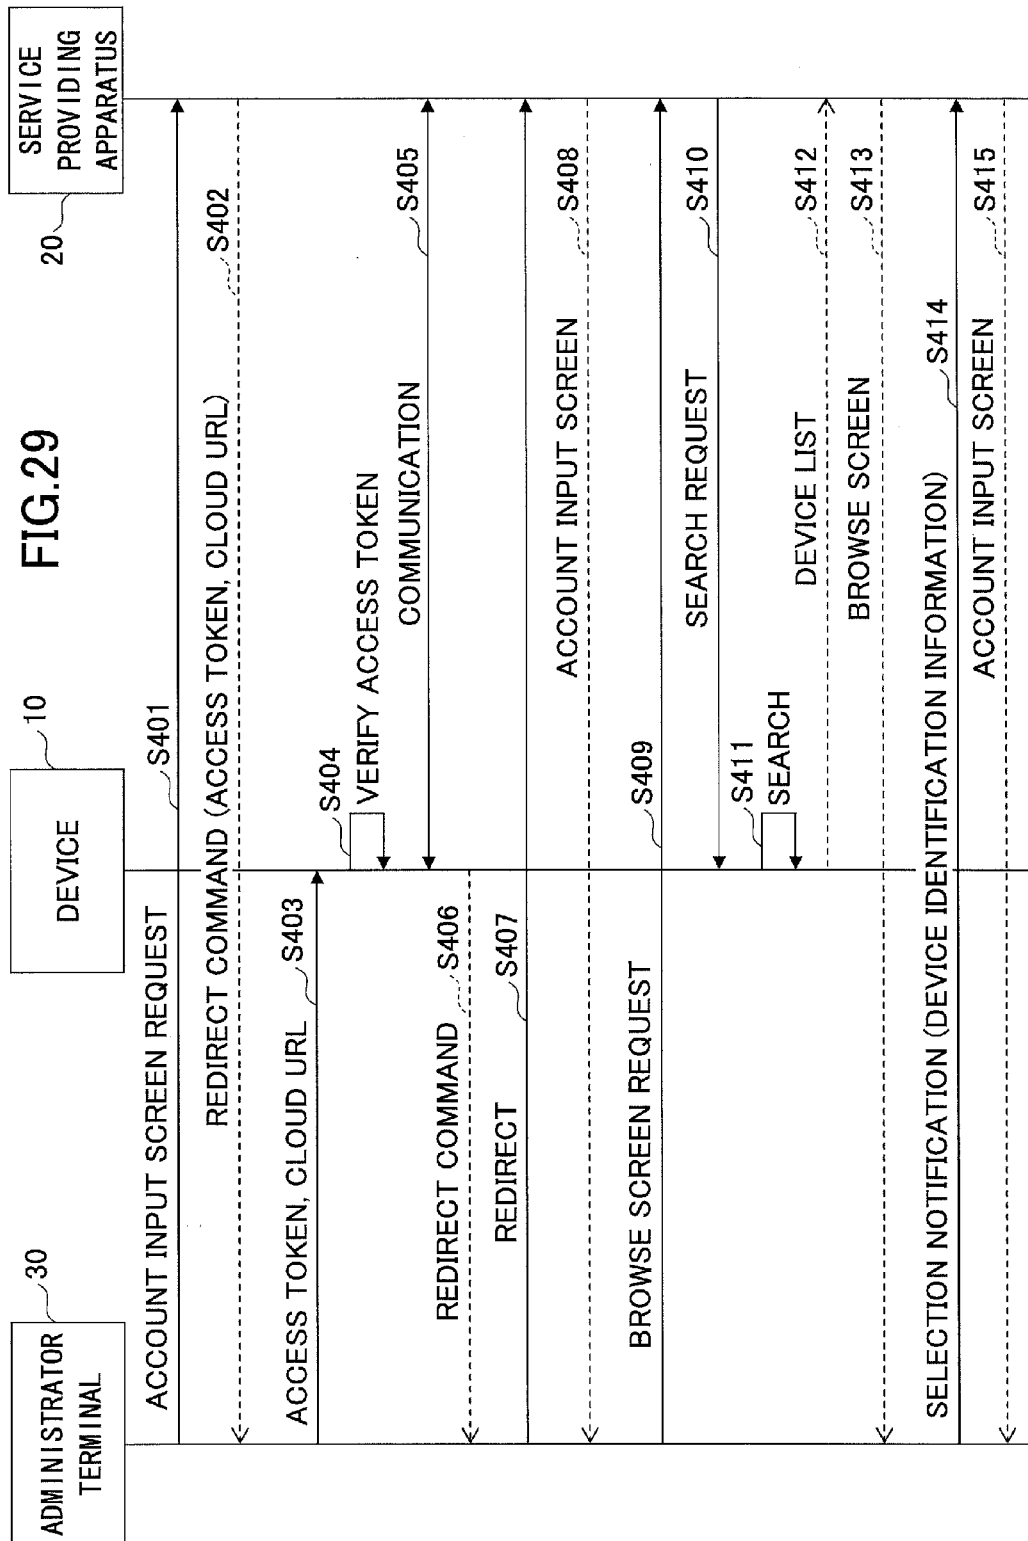 FIG.29
ADMINISTRATOR
TERMINAL
30
DEVICE
10
SERVICE
PROVIDING
APPARATUS
20
ACCOUNT INPUT SCREEN REQUEST
S401
REDIRECT COMMAND (ACCESS TOKEN, CLOUD URL)
S402
ACCESS TOKEN, CLOUD URL
S403
S404
VERIFY ACCESS TOKEN
COMMUNICATION
S405
REDIRECT COMMAND
S406
REDIRECT
S407
ACCOUNT INPUT SCREEN
S408
BROWSE SCREEN REQUEST
S409
SEARCH REQUEST
S410
S411
SEARCH
DEVICE LIST
S412
BROWSE SCREEN
S413
SELECTION NOTIFICATION (DEVICE IDENTIFICATION INFORMATION)
S414
ACCOUNT INPUT SCREEN
S415